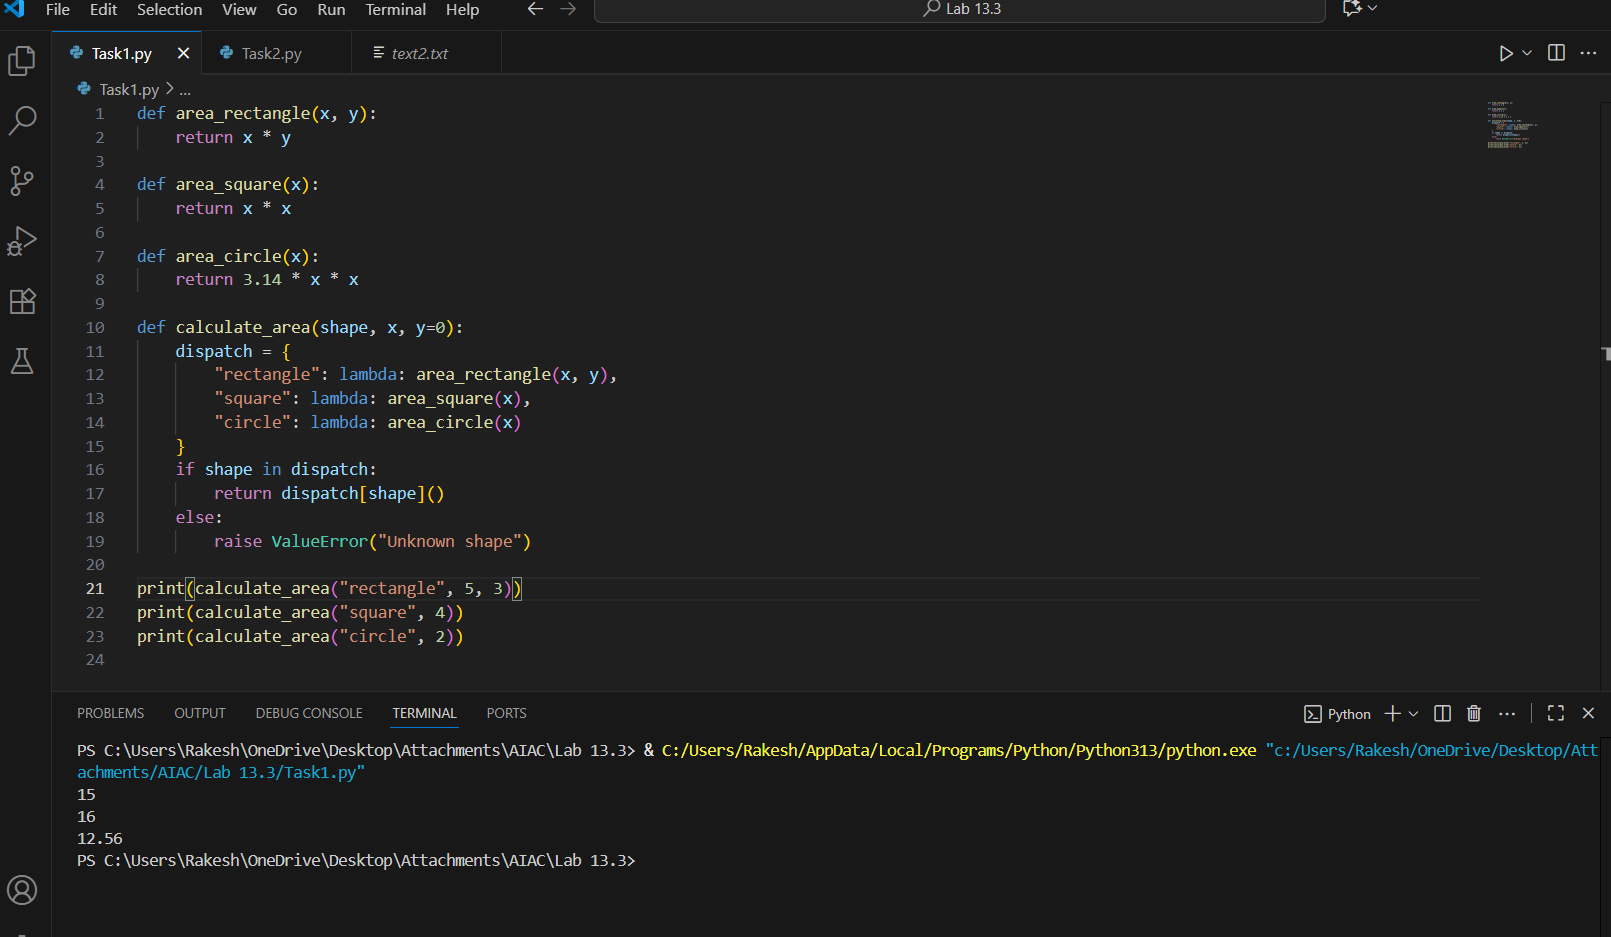 File Edit Selection View Go Run Terminal Help Lab 13.3
Task1.py Task2.py text2.txt
Task1.py > ...
1 def area_rectangle(x, y):
2     return x * y
3
4 def area_square(x):
5     return x * x
6
7 def area_circle(x):
8     return 3.14 * x * x
9
10 def calculate_area(shape, x, y=0):
11     dispatch = {
12         "rectangle": lambda: area_rectangle(x, y),
13         "square": lambda: area_square(x),
14         "circle": lambda: area_circle(x)
15     }
16     if shape in dispatch:
17         return dispatch[shape]()
18     else:
19         raise ValueError("Unknown shape")
20
21 print(calculate_area("rectangle", 5, 3))
22 print(calculate_area("square", 4))
23 print(calculate_area("circle", 2))
24
PROBLEMS OUTPUT DEBUG CONSOLE TERMINAL PORTS Python
PS C:\Users\Rakesh\OneDrive\Desktop\Attachments\AIAC\Lab 13.3> & C:/Users/Rakesh/AppData/Local/Programs/Python/Python313/python.exe "c:/Users/Rakesh/OneDrive/Desktop/Att
achments/AIAC/Lab 13.3/Task1.py"
15
16
12.56
PS C:\Users\Rakesh\OneDrive\Desktop\Attachments\AIAC\Lab 13.3>